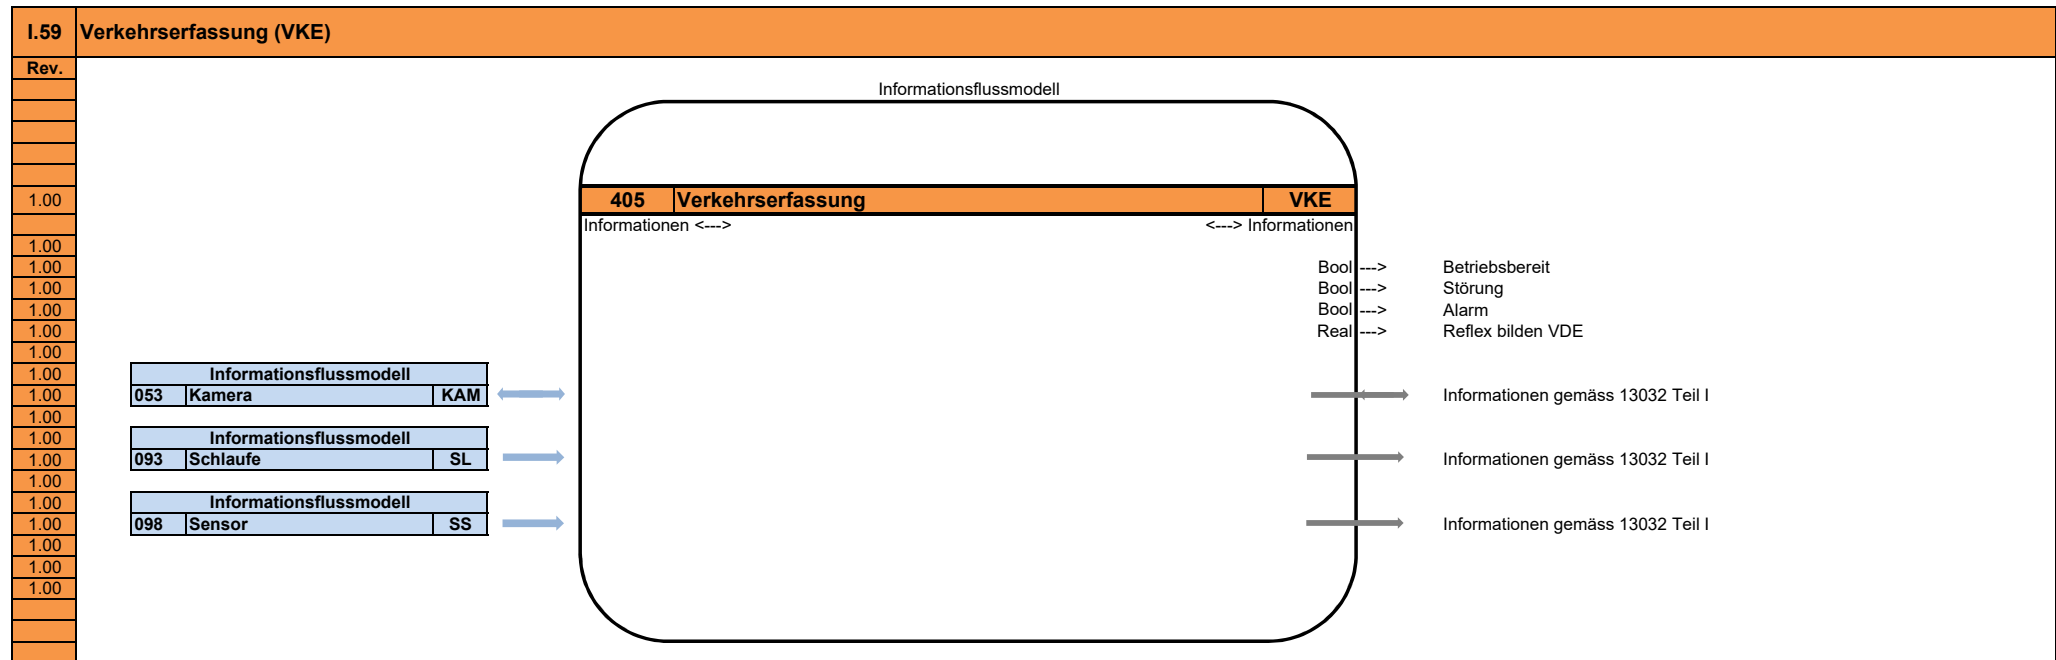 I.59 Verkehrserfassung (VKE)
Rev.
Informationsflussmodell
1.00 405 Verkehrserfassung VKE
Informationen <---> <---> Informationen
1.00
1.00 Bool ---> Betriebsbereit
1.00 Bool ---> Störung
1.00 Bool ---> Alarm
1.00 Real ---> Reflex bilden VDE
1.00
1.00 Informationsflussmodell
1.00 053 Kamera KAM Informationen gemäss 13032 Teil I
1.00
1.00 Informationsflussmodell
1.00 093 Schlaufe SL Informationen gemäss 13032 Teil I
1.00
1.00 Informationsflussmodell
1.00 098 Sensor SS Informationen gemäss 13032 Teil I
1.00
1.00
1.00